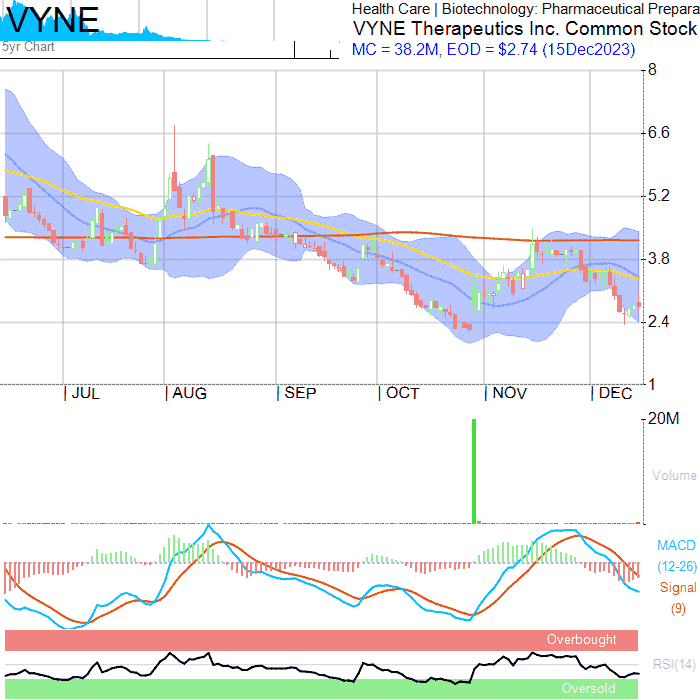 VYNE
5yr Chart
Health Care | Biotechnology: Pharmaceutical Prepara
VYNE Therapeutics Inc. Common Stock
MC = 38.2M, EOD = $2.74 (15Dec2023)
8
6.6
5.2
3.8
2.4
1
JUL AUG SEP OCT NOV DEC
20M
Volume
MACD
(12-26)
Signal
(9)
Overbought
RSI(14)
Oversold